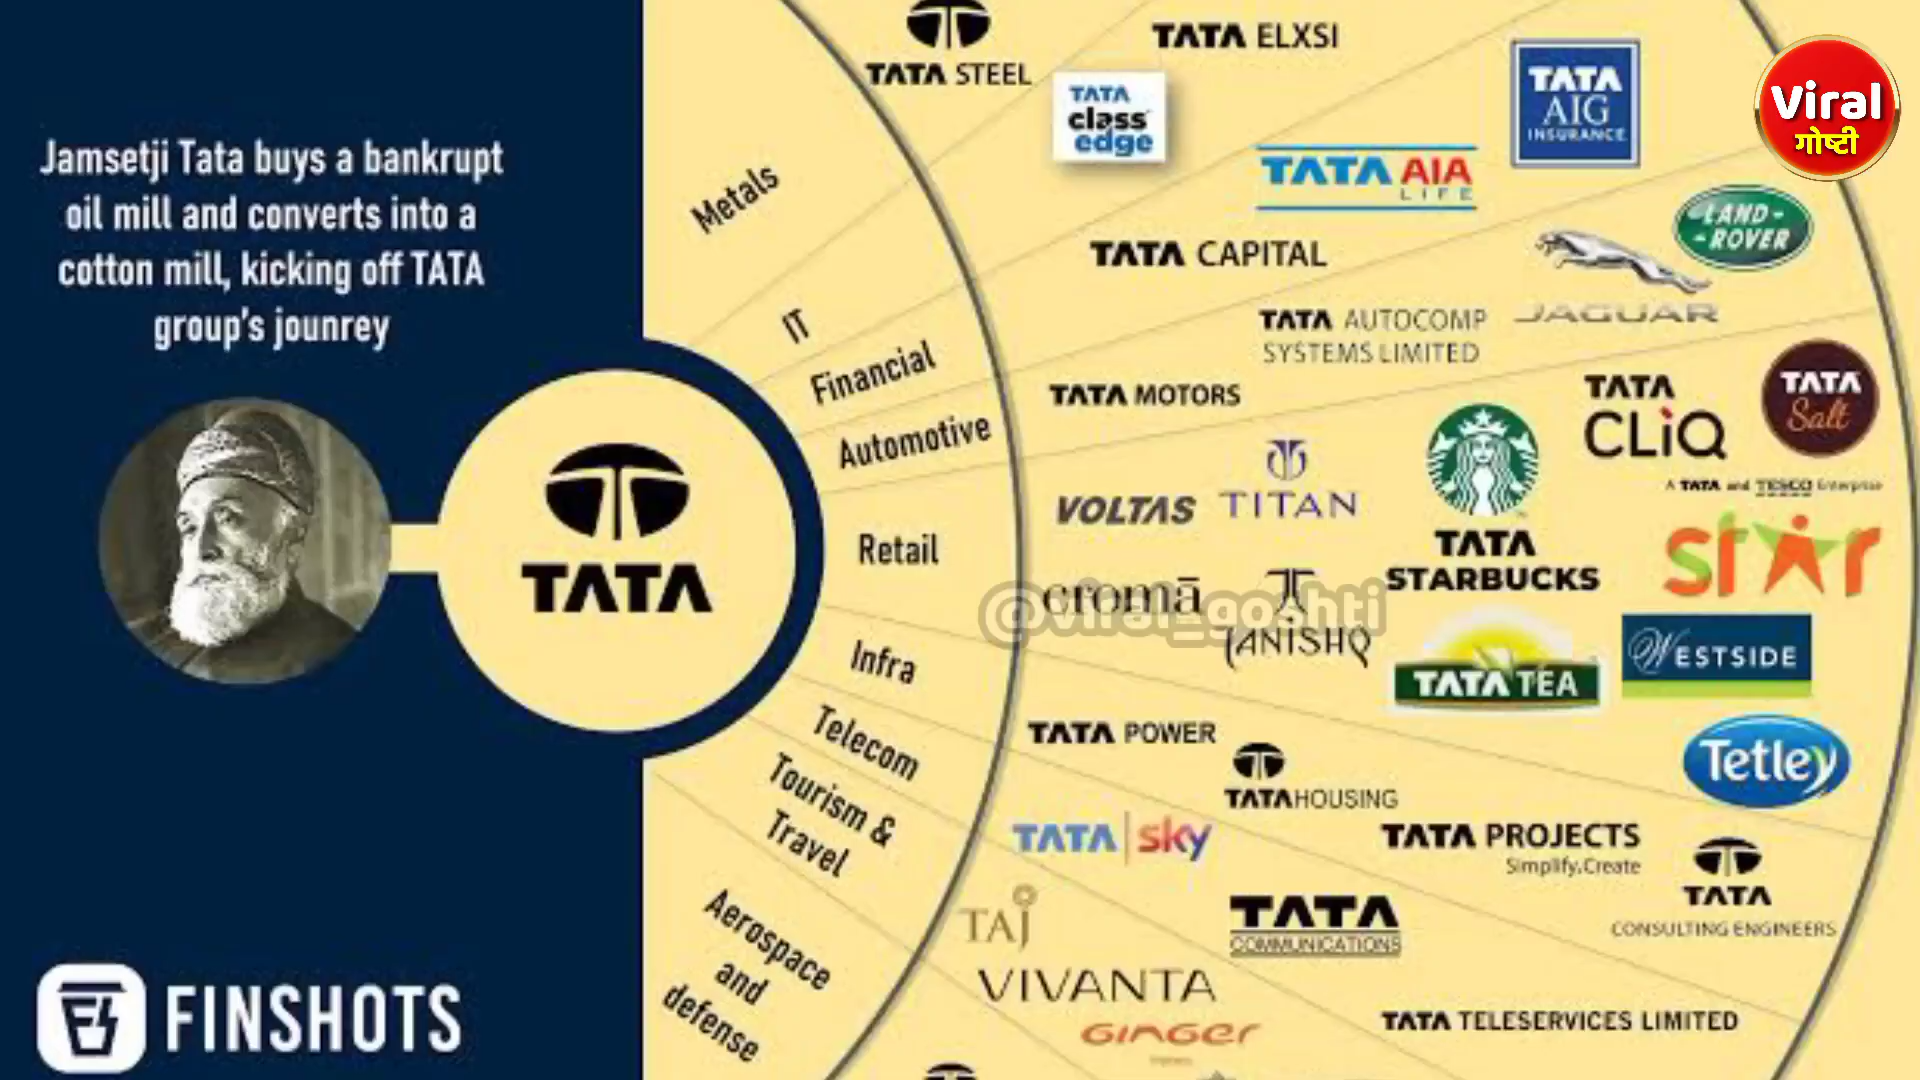 Jamsetji Tata buys a bankrupt
oil mill and converts into a
cotton mill, kicking off TATA
group's jounrey
TATA
FINSHOTS
Metals
IT
Financial
Automotive
Retail
Infra
Telecom
Tourism &
Travel
Aerospace
and
defense
TATA STEEL
TATA ELXSI
TATA
class
edge
TATA
AIG
INSURANCE
Viral
गोष्टी
TATA AIA
LIFE
TATA CAPITAL
LAND-
-ROVER
JAGUAR
TATA AUTOCOMP
SYSTEMS LIMITED
TATA MOTORS
TATA
CLiQ
TATA
Salt
VOLTAS
TITAN
TATA
STARBUCKS
A TATA and TESCO Enterprise
star
cromā
TANISHQ
@viral_goshti
TATA TEA
WESTSIDE
TATA POWER
TATA HOUSING
Tetley
TATA sky
TATA PROJECTS
Simplify.Create
TATA
CONSULTING ENGINEERS
TAJ
TATA
COMMUNICATIONS
VIVANTA
GINGER
TATA TELESERVICES LIMITED